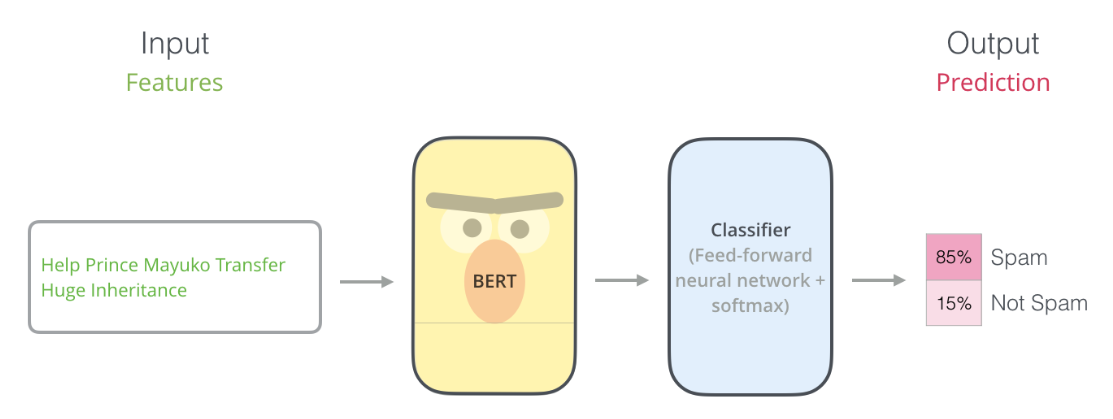 Input
Features
Output
Prediction
Help Prince Mayuko Transfer
Huge Inheritance
BERT
Classifier
(Feed-forward
neural network +
softmax)
85% Spam
15% Not Spam